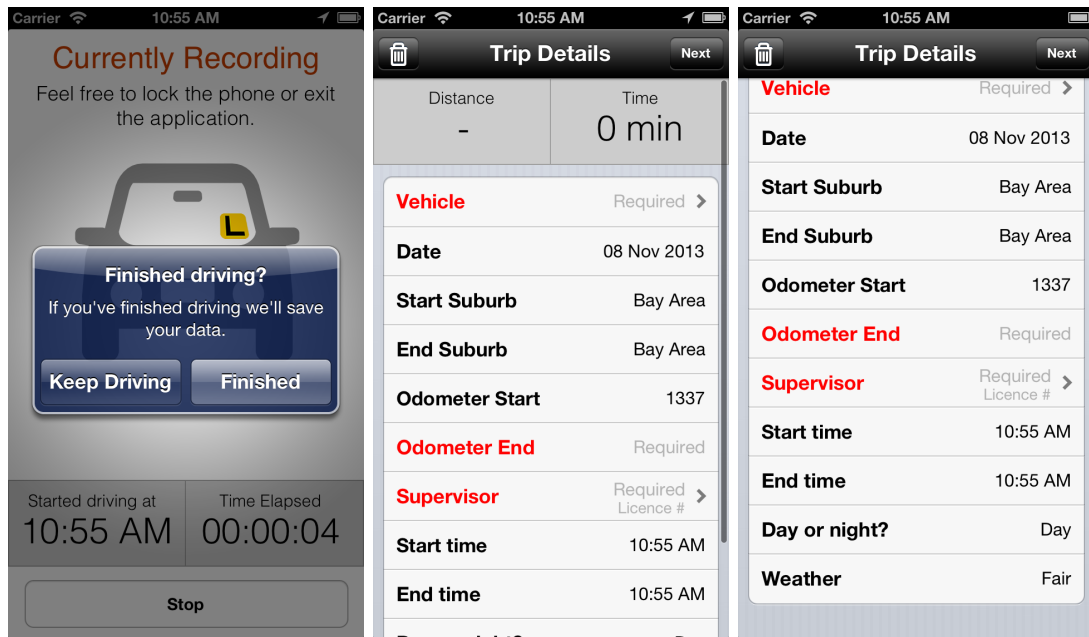 Carrier 10:55 AM
Currently Recording
Feel free to lock the phone or exit
the application.
L
Finished driving?
If you've finished driving we'll save
your data.
Keep Driving Finished
Started driving at Time Elapsed
10:55 AM 00:00:04
Stop
Carrier 10:55 AM
Trip Details Next
Distance Time
- 0 min
Vehicle Required
Date 08 Nov 2013
Start Suburb Bay Area
End Suburb Bay Area
Odometer Start 1337
Odometer End Required
Supervisor Required
Licence #
Start time 10:55 AM
End time 10:55 AM
Carrier 10:55 AM
Trip Details Next
Vehicle Required
Date 08 Nov 2013
Start Suburb Bay Area
End Suburb Bay Area
Odometer Start 1337
Odometer End Required
Supervisor Required
Licence #
Start time 10:55 AM
End time 10:55 AM
Day or night? Day
Weather Fair